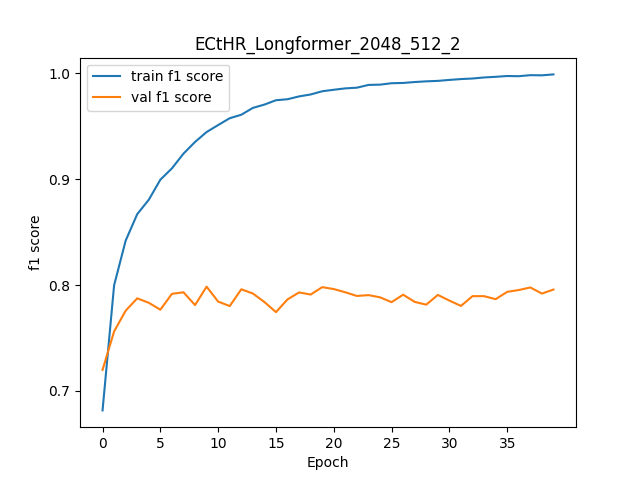 ECtHR_Longformer_2048_512_2
train f1 score
val f1 score
1.0
0.9
0.8
0.7
f1 score
0 5 10 15 20 25 30 35
Epoch